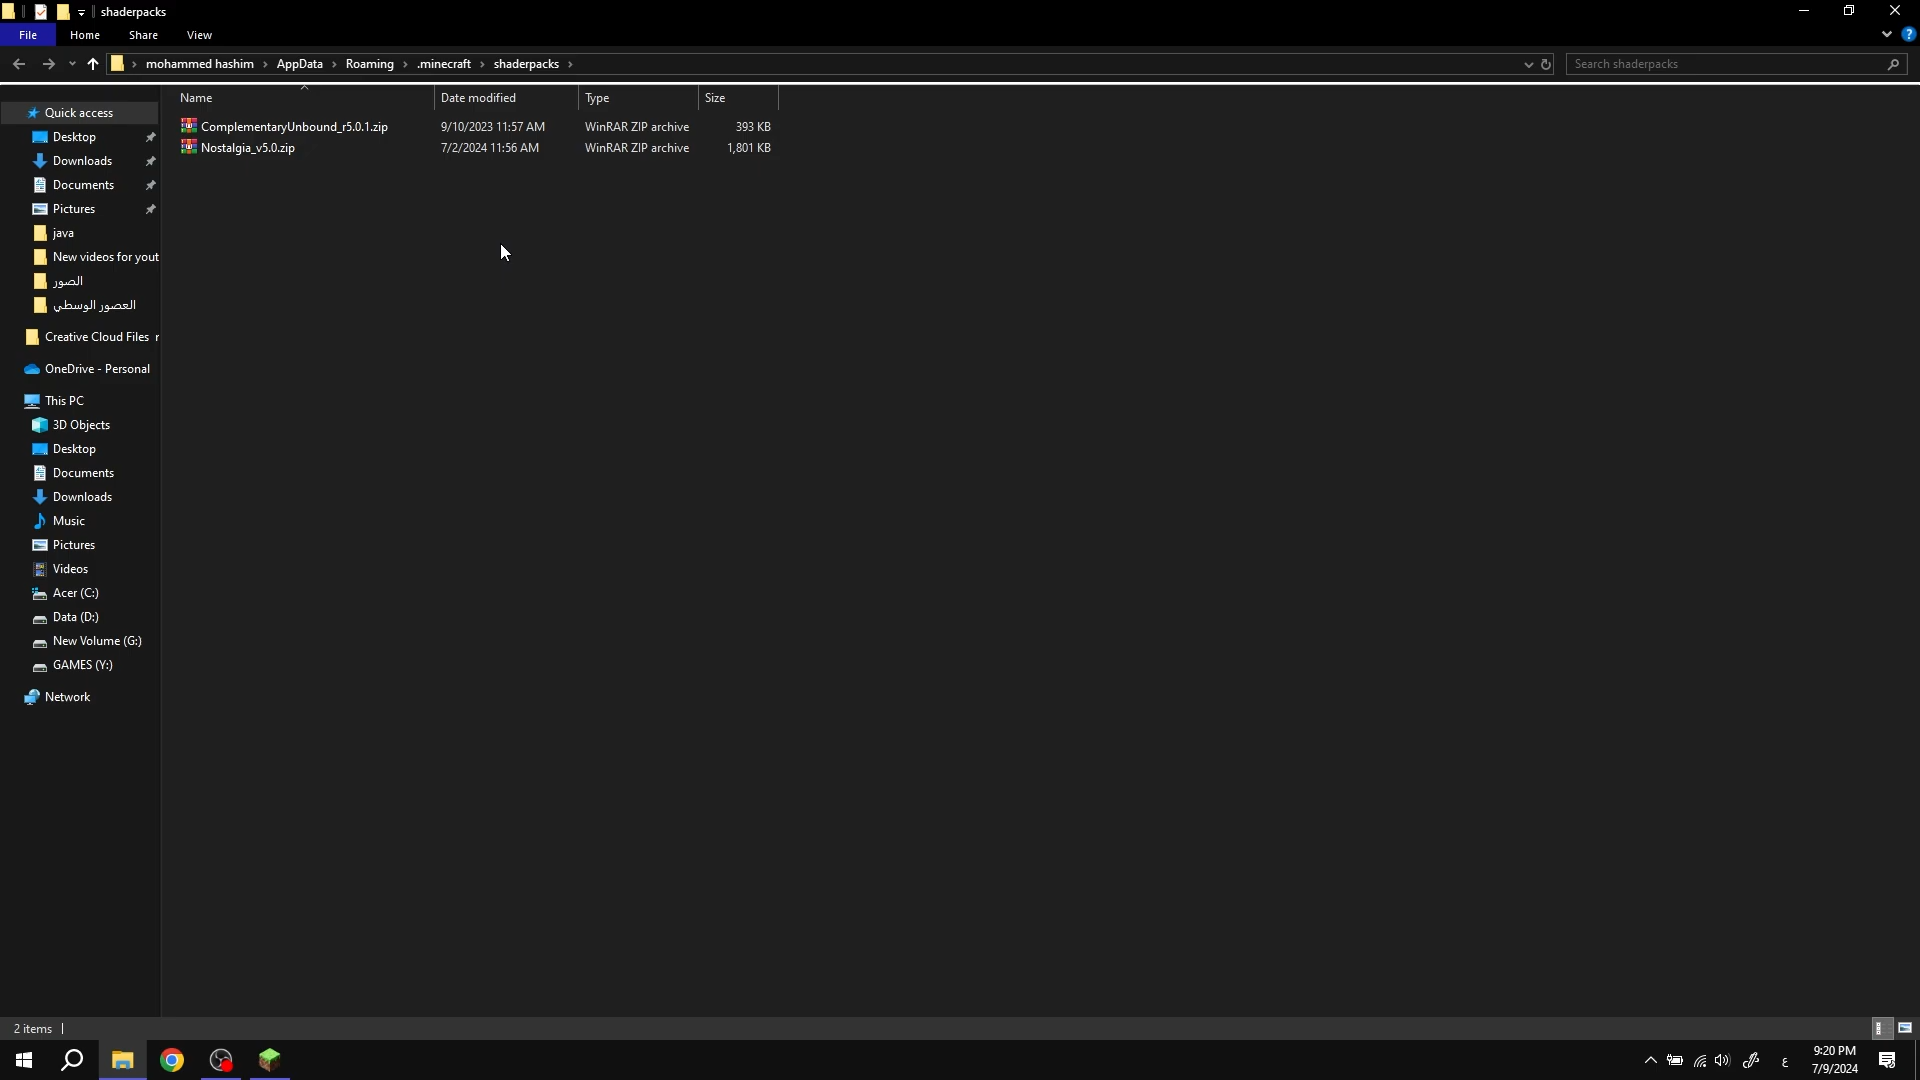 shaderpacks
File Home Share View
mohammed hashim AppData Roaming .minecraft shaderpacks Search shaderpacks
Name Date modified Type Size
ComplementaryUnbound_r5.0.1.zip 9/10/2023 11:57 AM WinRAR ZIP archive 393 KB
Nostalgia_v5.0.zip 7/2/2024 11:56 AM WinRAR ZIP archive 1,801 KB
Quick access
Desktop
Downloads
Documents
Pictures
java
New videos for yout
الصور
العصور الوسطي
Creative Cloud Files r
OneDrive - Personal
This PC
3D Objects
Desktop
Documents
Downloads
Music
Pictures
Videos
Acer (C:)
Data (D:)
New Volume (G:)
GAMES (Y:)
Network
2 items
ع 9:20 PM
7/9/2024